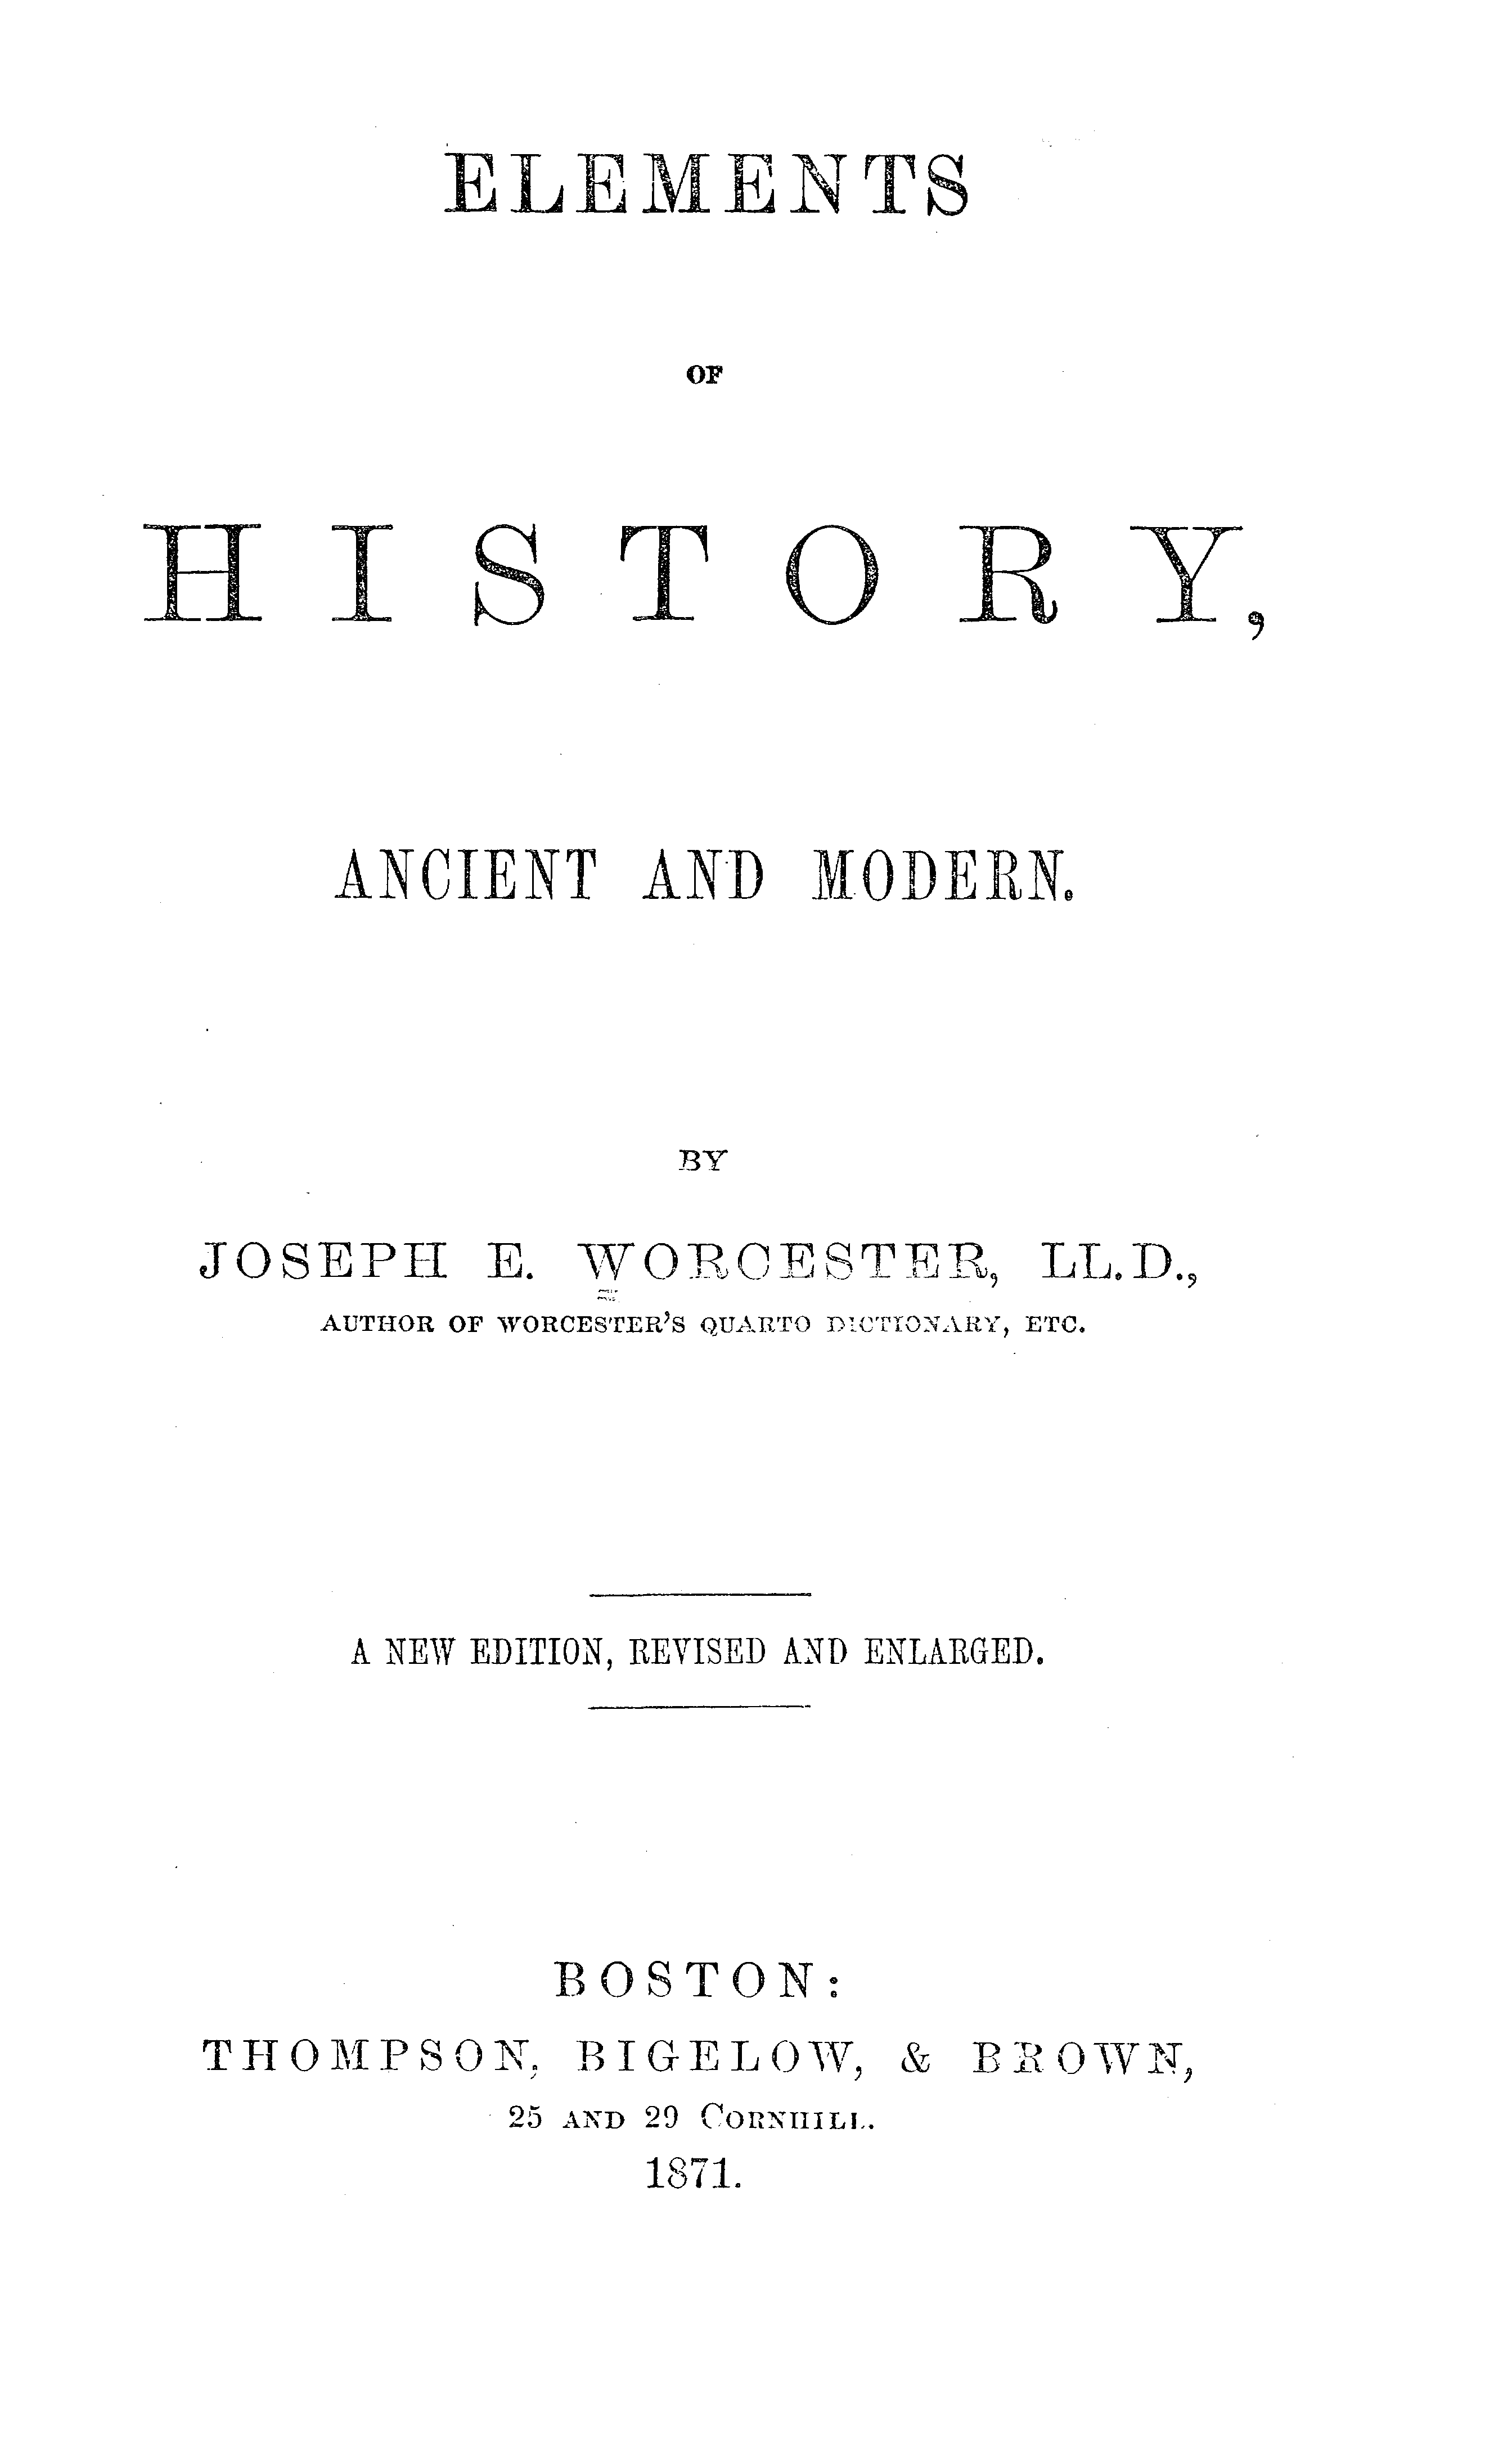 ELEMENTS
OF
HISTORY,
ANCIENT AND MODERN.
BY
JOSEPH E. WORCESTER, LL.D.,
AUTHOR OF WORCESTER'S QUARTO DICTIONARY, ETC.
A NEW EDITION, REVISED AND ENLARGED.
BOSTON:
THOMPSON, BIGELOW, & BROWN,
25 AND 29 CORNHILL.
1871.